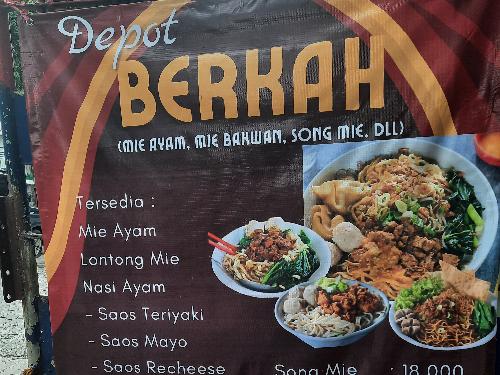 Depot
BERKAH
(MIE AYAM, MIE BAKWAN, SONG MIE, DLL)
Tersedia :
Mie Ayam
Lontong Mie
Nasi Ayam
- Saos Teriyaki
- Saos Mayo
- Saos Recheese
Song Mie : 18.000